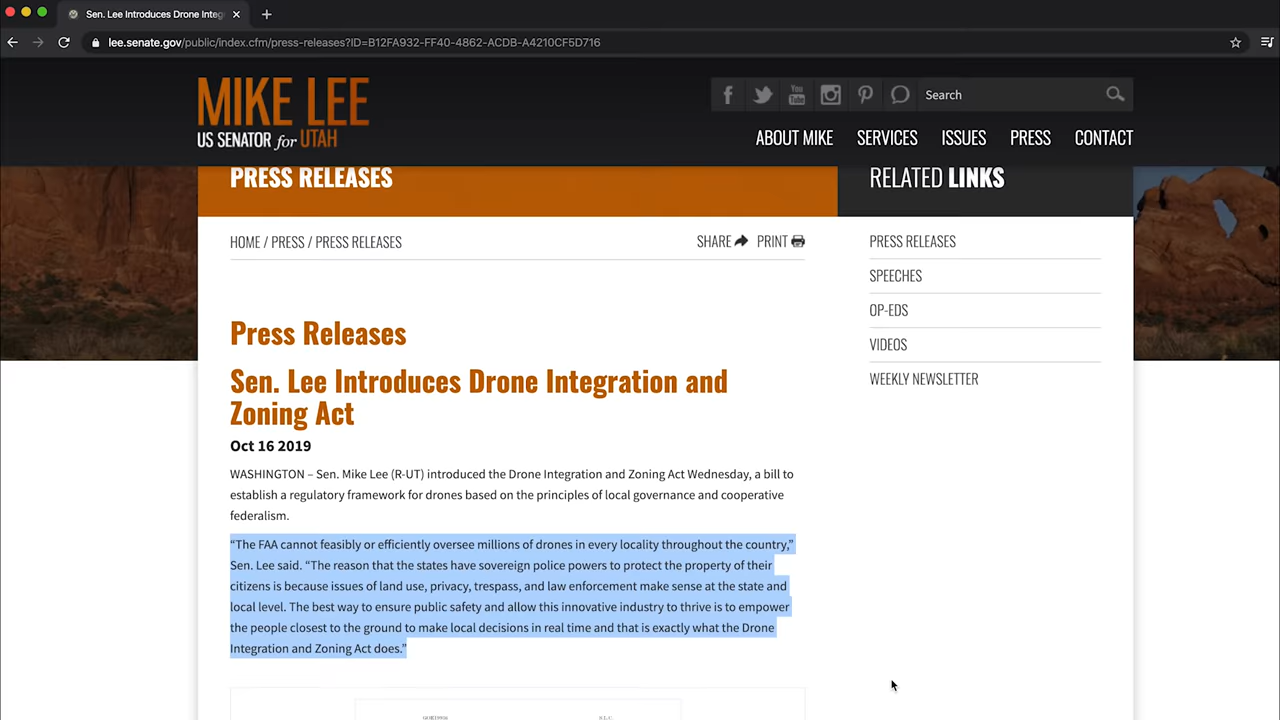 Sen. Lee Introduces Drone Integ
lee.senate.gov/public/index.cfm/press-releases?ID=B12FA932-FF40-4862-ACDB-A4210CF5D716
MIKE LEE
US SENATOR for UTAH
You Tube
Search
ABOUT MIKE SERVICES ISSUES PRESS CONTACT
PRESS RELEASES
RELATED LINKS
HOME / PRESS / PRESS RELEASES
SHARE PRINT
PRESS RELEASES
SPEECHES
OP-EDS
VIDEOS
WEEKLY NEWSLETTER
Press Releases
Sen. Lee Introduces Drone Integration and
Zoning Act
Oct 16 2019
WASHINGTON – Sen. Mike Lee (R-UT) introduced the Drone Integration and Zoning Act Wednesday, a bill to
establish a regulatory framework for drones based on the principles of local governance and cooperative
federalism.
“The FAA cannot feasibly or efficiently oversee millions of drones in every locality throughout the country,”
Sen. Lee said. “The reason that the states have sovereign police powers to protect the property of their
citizens is because issues of land use, privacy, trespass, and law enforcement make sense at the state and
local level. The best way to ensure public safety and allow this innovative industry to thrive is to empower
the people closest to the ground to make local decisions in real time and that is exactly what the Drone
Integration and Zoning Act does.”